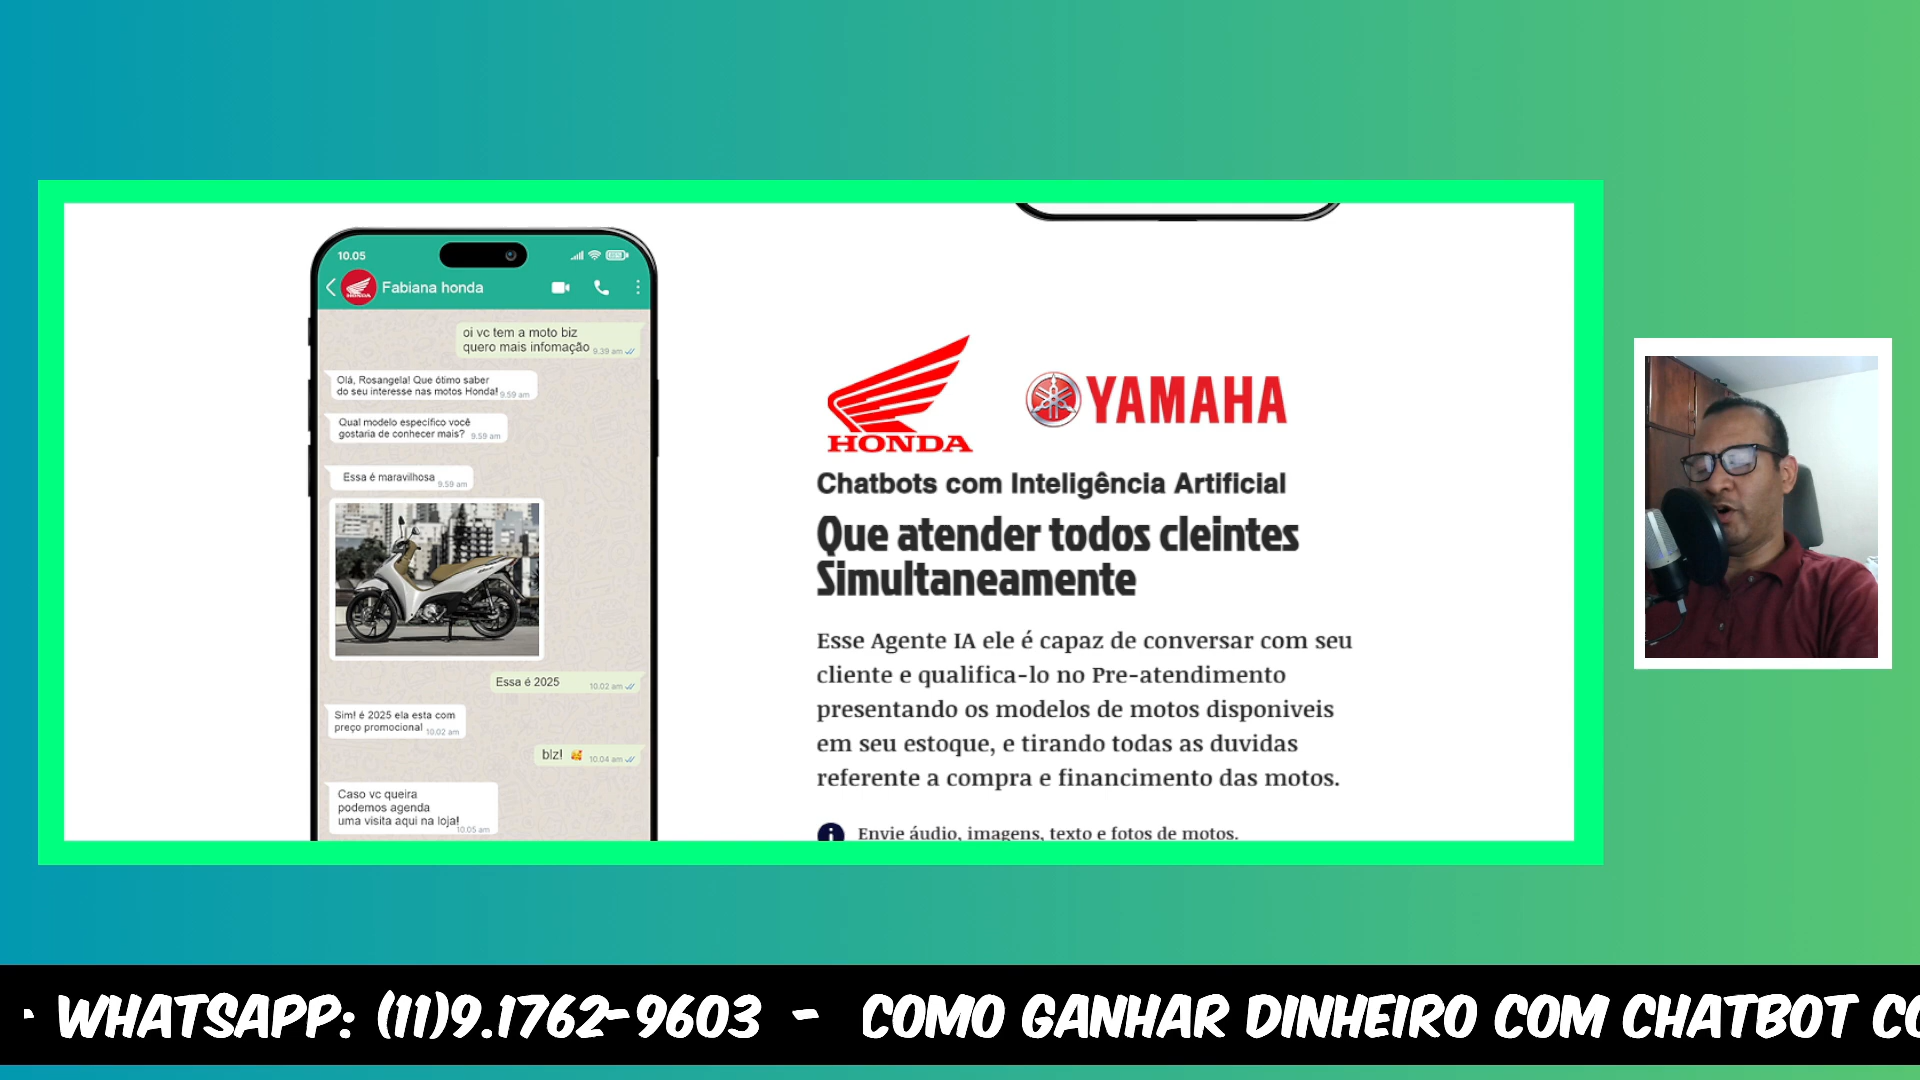 10.05
Fabiana honda
oi vc tem a moto biz
quero mais infomação 9.39 am
Olá, Rosangela! Que ótimo saber
do seu interesse nas motos Honda! 9.59 am
Qual modelo especifico você
gostaria de conhecer mais? 9.59 am
Essa é maravilhosa 9.59 am
Essa é 2025 10.02 am
Sim! é 2025 ela esta com
preço promocional 10.02 am
blz! 10.04 am
Caso vc queira
podemos agenda
uma visita aqui na loja!
10.05 am
HONDA
YAMAHA
Chatbots com Inteligência Artificial
Que atender todos cleintes
Simultaneamente
Esse Agente IA ele é capaz de conversar com seu
cliente e qualifica-lo no Pre-atendimento
presentando os modelos de motos disponiveis
em seu estoque, e tirando todas as duvidas
referente a compra e financimento das motos.
Envie áudio, imagens, texto e fotos de motos.
- WHATSAPP: (11)9.1762-9603 - COMO GANHAR DINHEIRO COM CHATBOT CO